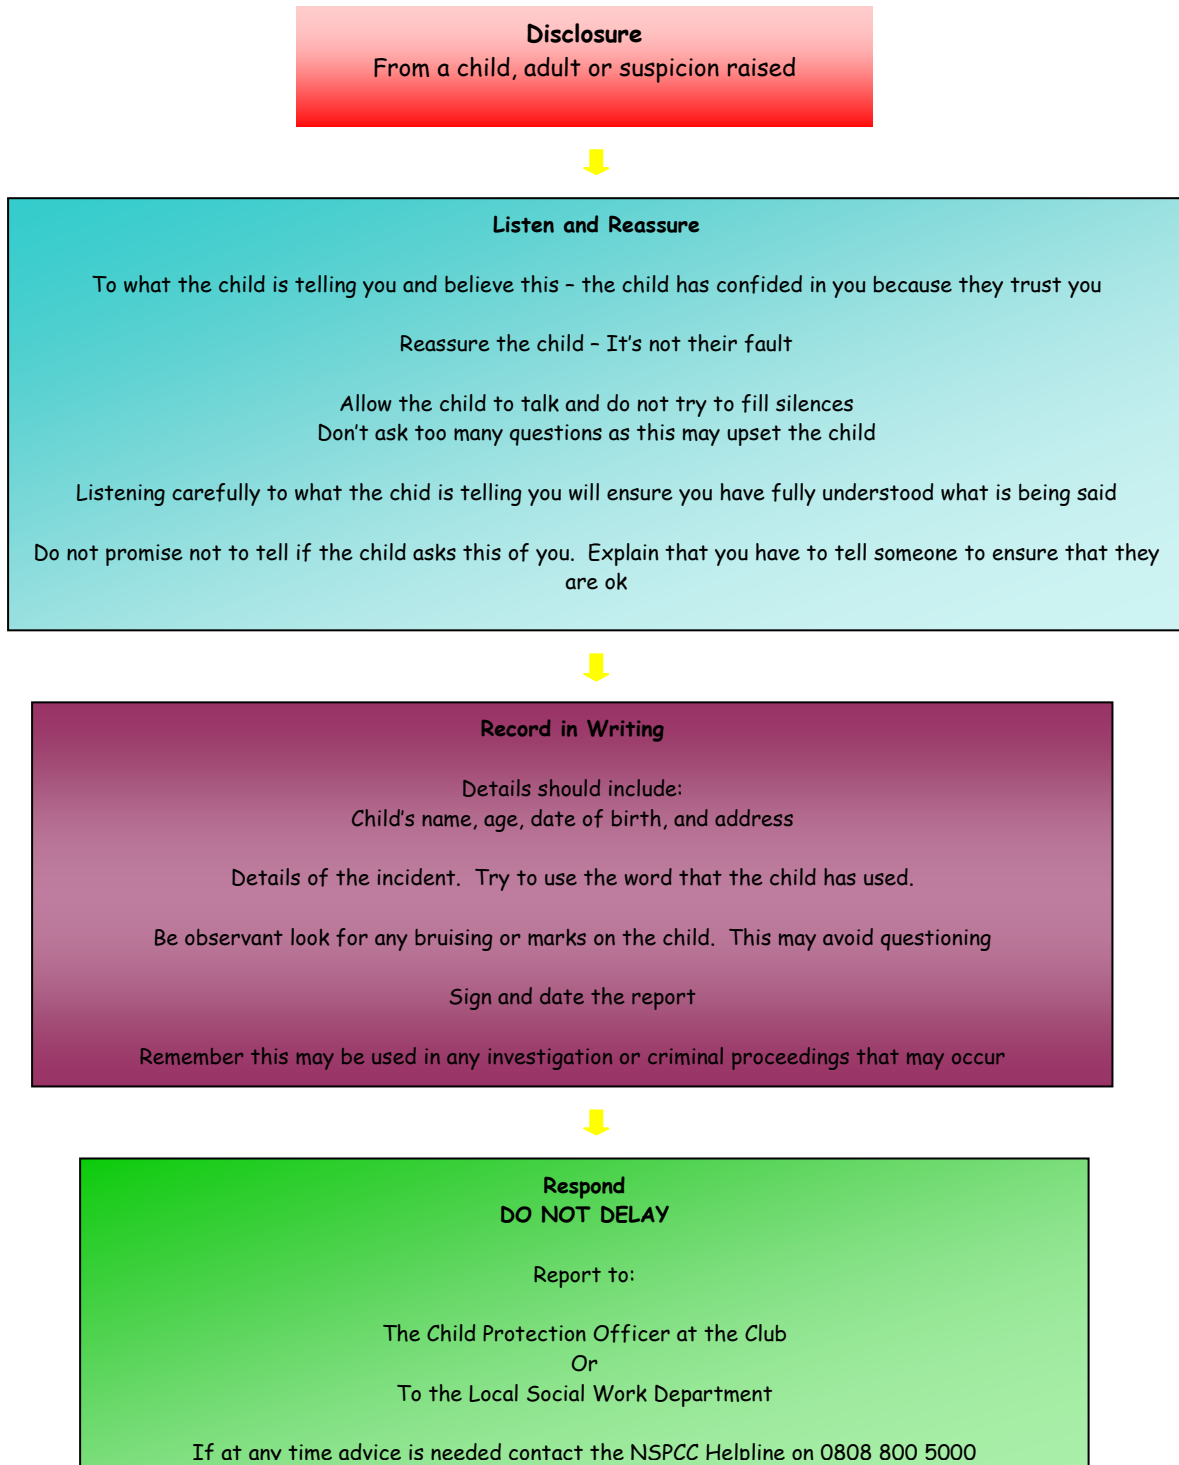 Disclosure
From a child, adult or suspicion raised
Listen and Reassure
To what the child is telling you and believe this – the child has confided in you because they trust you
Reassure the child – It's not their fault
Allow the child to talk and do not try to fill silences
Don't ask too many questions as this may upset the child
Listening carefully to what the chid is telling you will ensure you have fully understood what is being said
Do not promise not to tell if the child asks this of you.  Explain that you have to tell someone to ensure that they
are ok
Record in Writing
Details should include:
Child's name, age, date of birth, and address
Details of the incident.  Try to use the word that the child has used.
Be observant look for any bruising or marks on the child.  This may avoid questioning
Sign and date the report
Remember this may be used in any investigation or criminal proceedings that may occur
Respond
DO NOT DELAY
Report to:
The Child Protection Officer at the Club
Or
To the Local Social Work Department
If at any time advice is needed contact the NSPCC Helpline on 0808 800 5000